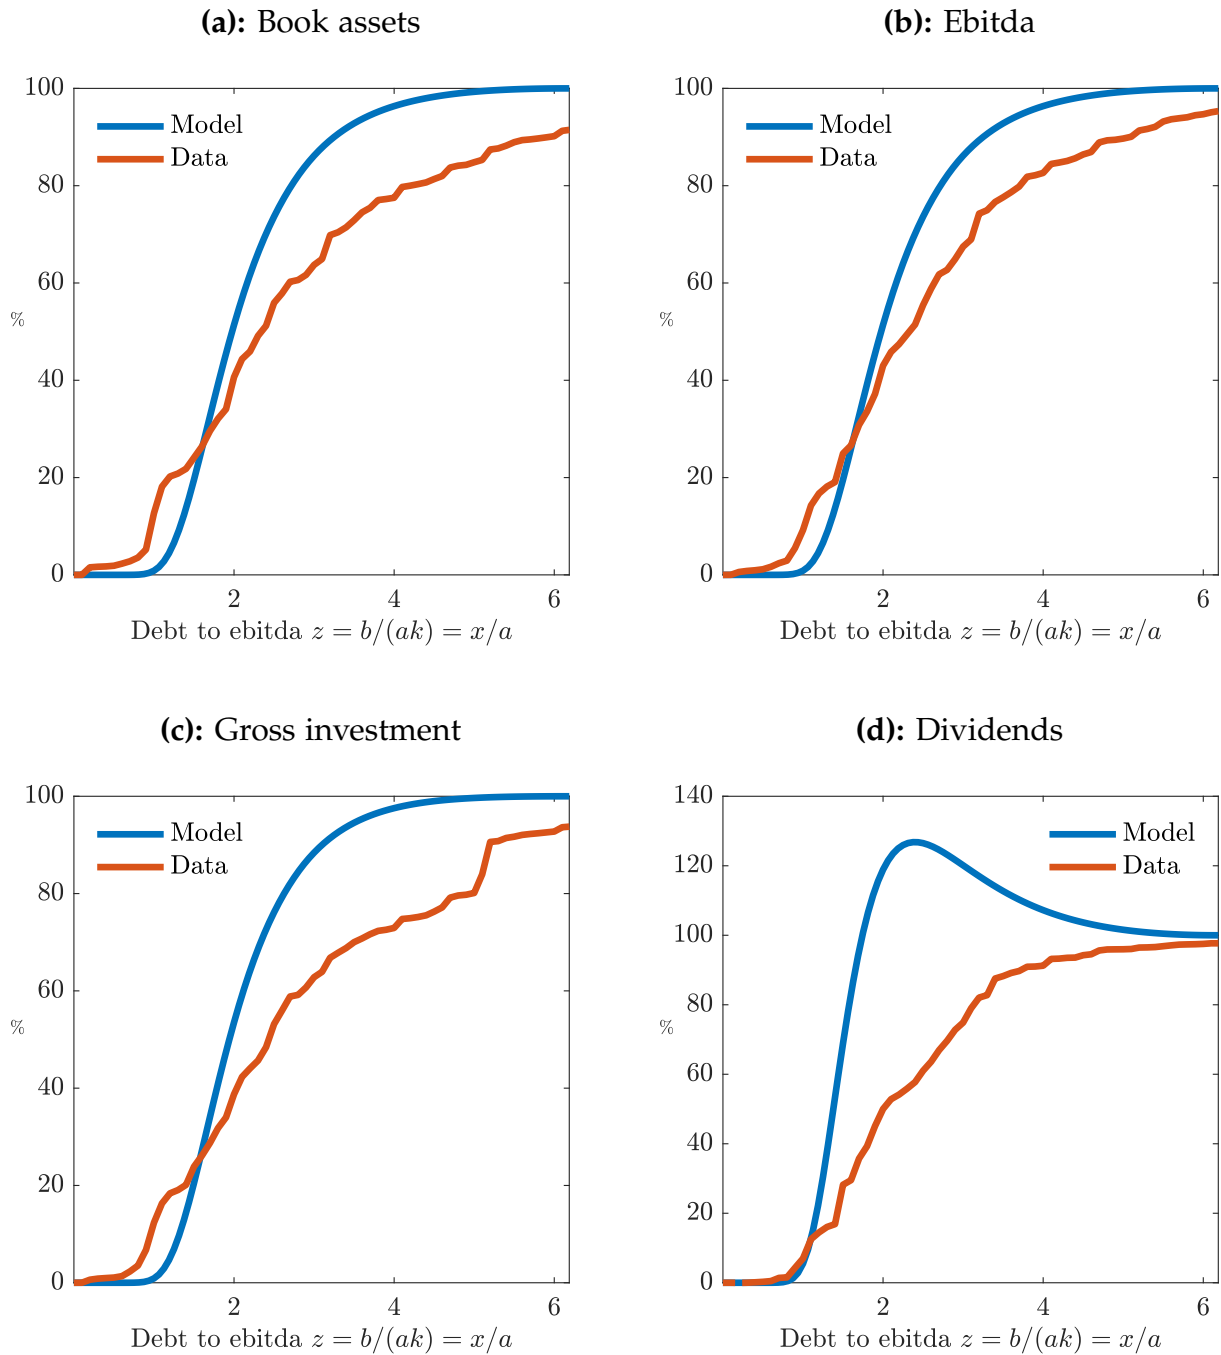 (a): Book assets
100
80
60
40
20
0
%
Model
Data
2 4 6
Debt to ebitda z = b/(ak) = x/a
(b): Ebitda
100
80
60
40
20
0
%
Model
Data
2 4 6
Debt to ebitda z = b/(ak) = x/a
(c): Gross investment
100
80
60
40
20
0
%
Model
Data
2 4 6
Debt to ebitda z = b/(ak) = x/a
(d): Dividends
140
120
100
80
60
40
20
0
%
Model
Data
2 4 6
Debt to ebitda z = b/(ak) = x/a